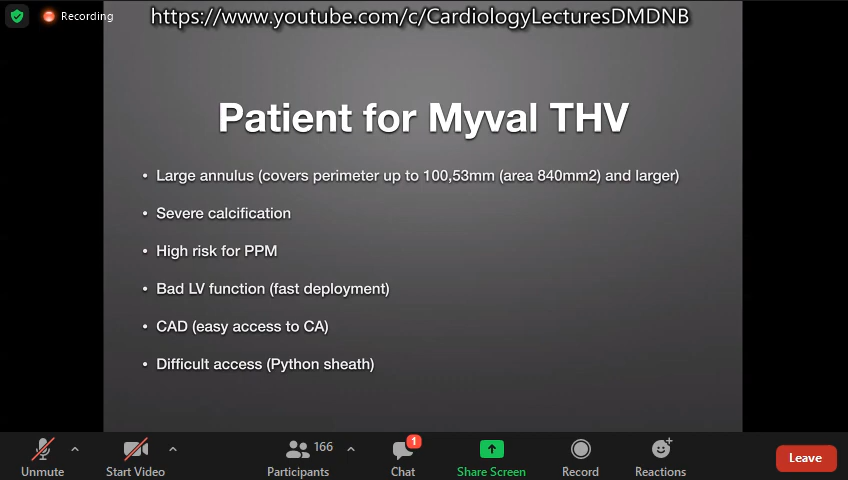 Recording
https://www.youtube.com/c/CardiologyLecturesDMDNB
Patient for Myval THV
• Large annulus (covers perimeter up to 100,53mm (area 840mm2) and larger)
• Severe calcification
• High risk for PPM
• Bad LV function (fast deployment)
• CAD (easy access to CA)
• Difficult access (Python sheath)
Unmute
Start Video
166
Participants
1
Chat
Share Screen
Record
Reactions
Leave